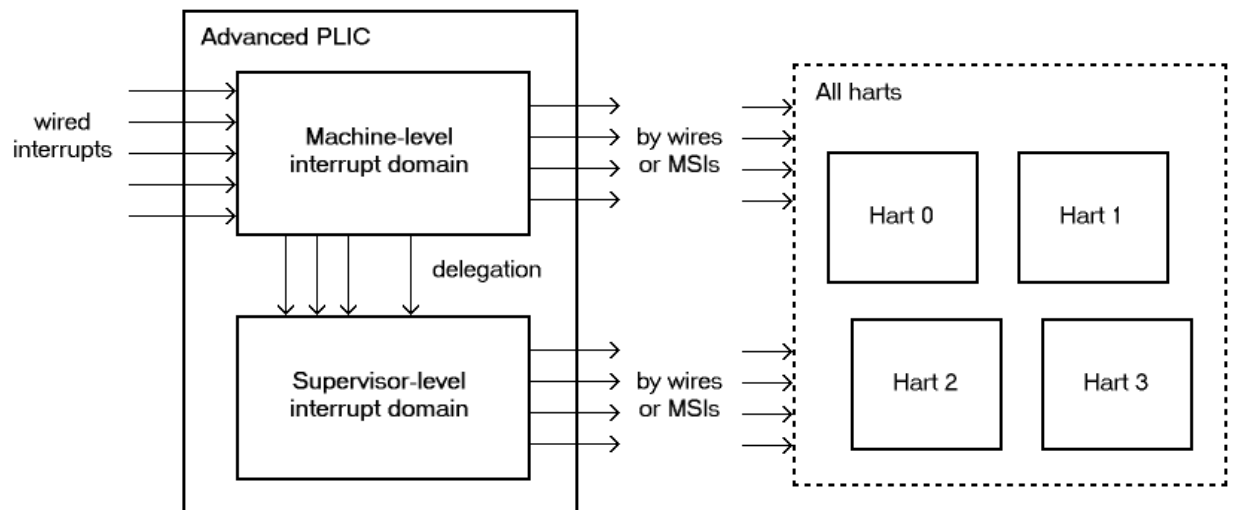 Advanced PLIC
wired
interrupts
Machine-level
interrupt domain
by wires
or MSIs
All harts
Hart 0
Hart 1
delegation
Supervisor-level
interrupt domain
by wires
or MSIs
Hart 2
Hart 3